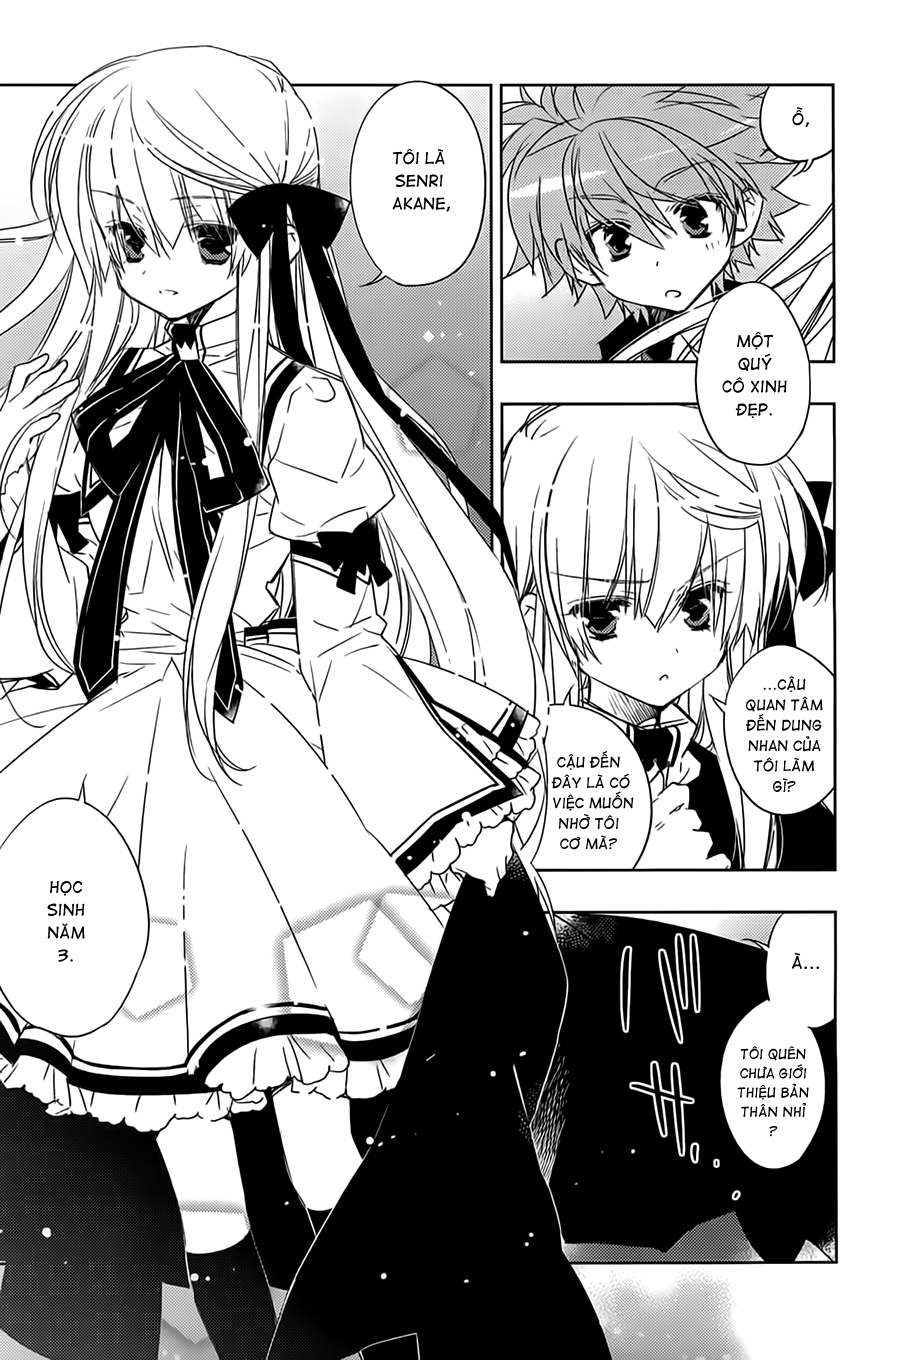 Ồ,
MỘT
QUÝ
CÔ XINH
ĐẸP.
...CẬU
QUAN TÂM
ĐẾN DUNG
NHAN CỦA
TÔI LÀM
GÌ?
CẬU ĐẾN
ĐÂY LÀ CÓ
VIỆC MUỐN
NHỜ TÔI
CƠ MÀ?
À...
TÔI QUÊN
CHƯA GIỚI
THIỆU BẢN
THÂN NHỈ
?
TÔI LÀ
SENRI
AKANE,
HỌC
SINH
NĂM
3.